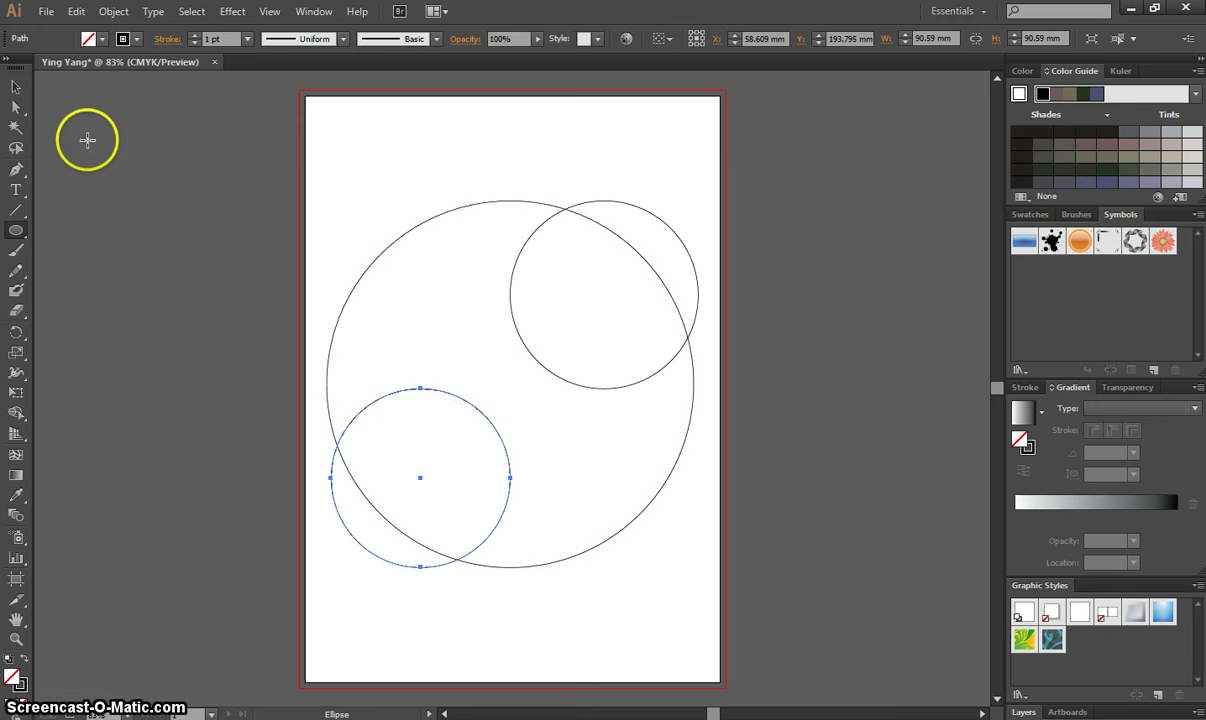 Ai File Edit Object Type Select Effect View Window Help Br Essentials
Path Stroke: 1 pt Uniform Basic Opacity: 100% Style: X: 58.609 mm Y: 193.795 mm W: 90.59 mm H: 90.59 mm
Ying Yang* @ 83% (CMYK/Preview)
Color Color Guide Kuler
Shades Tints
None
Swatches Brushes Symbols
Stroke Gradient Transparency
Type:
Stroke:
Opacity:
Location:
Graphic Styles
Layers Artboards
Screencast-O-Matic.com
Ellipse